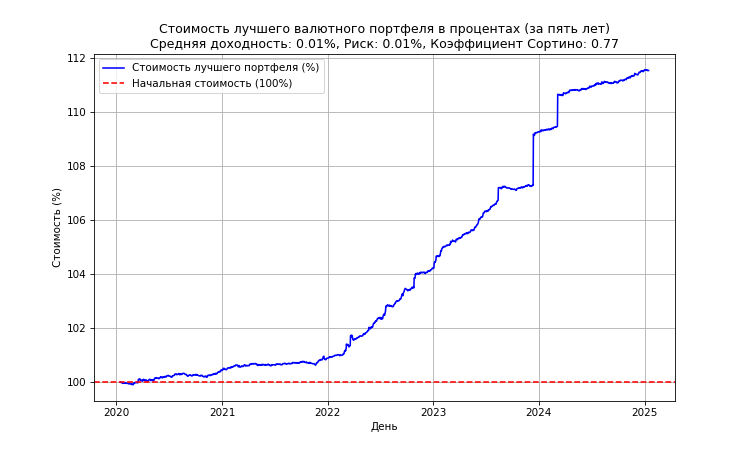 Стоимость лучшего валютного портфеля в процентах (за пять лет)
Средняя доходность: 0.01%, Риск: 0.01%, Коэффициент Сортино: 0.77
Стоимость лучшего портфеля (%)
Начальная стоимость (100%)
Стоимость (%)
112
110
108
106
104
102
100
2020 2021 2022 2023 2024 2025
День